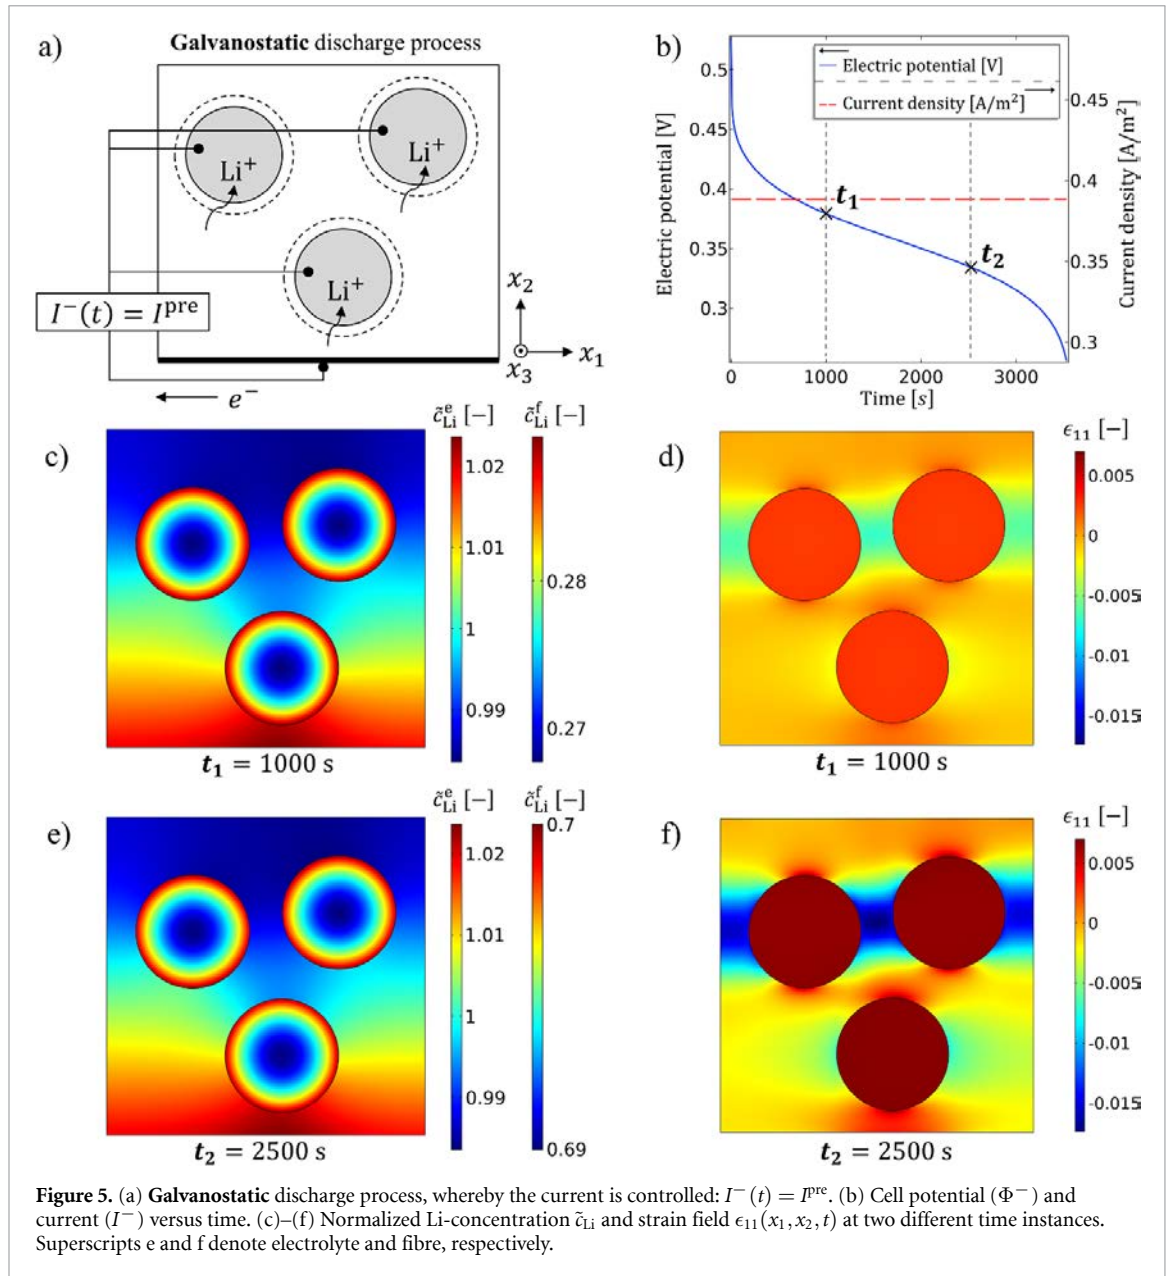 a)
Galvanostatic discharge process
Li⁺
Li⁺
Li⁺
I⁻(t) = Iᵖʳᵉ
e⁻
x₂
x₁
x₃
b)
Electric potential [V]
Current density [A/m²]
0.5
0.45
0.4
0.35
0.3
Electric potential [V]
0.45
0.4
0.35
0.3
Current density [A/m²]
t₁
t₂
0 1000 2000 3000
Time [s]
c)
c̃ᵉ_Li [−] c̃ᶠ_Li [−]
1.02
1.01
1
0.99
0.28
0.27
t₁ = 1000 s
d)
ϵ₁₁ [−]
0.005
0
-0.005
-0.01
-0.015
t₁ = 1000 s
e)
c̃ᵉ_Li [−] c̃ᶠ_Li [−]
1.02
1.01
1
0.99
0.7
0.69
t₂ = 2500 s
f)
ϵ₁₁ [−]
0.005
0
-0.005
-0.01
-0.015
t₂ = 2500 s
Figure 5. (a) Galvanostatic discharge process, whereby the current is controlled: I⁻(t) = Iᵖʳᵉ. (b) Cell potential (Φ⁻) and
current (I⁻) versus time. (c)–(f) Normalized Li-concentration c̃_Li and strain field ϵ₁₁(x₁, x₂, t) at two different time instances.
Superscripts e and f denote electrolyte and fibre, respectively.